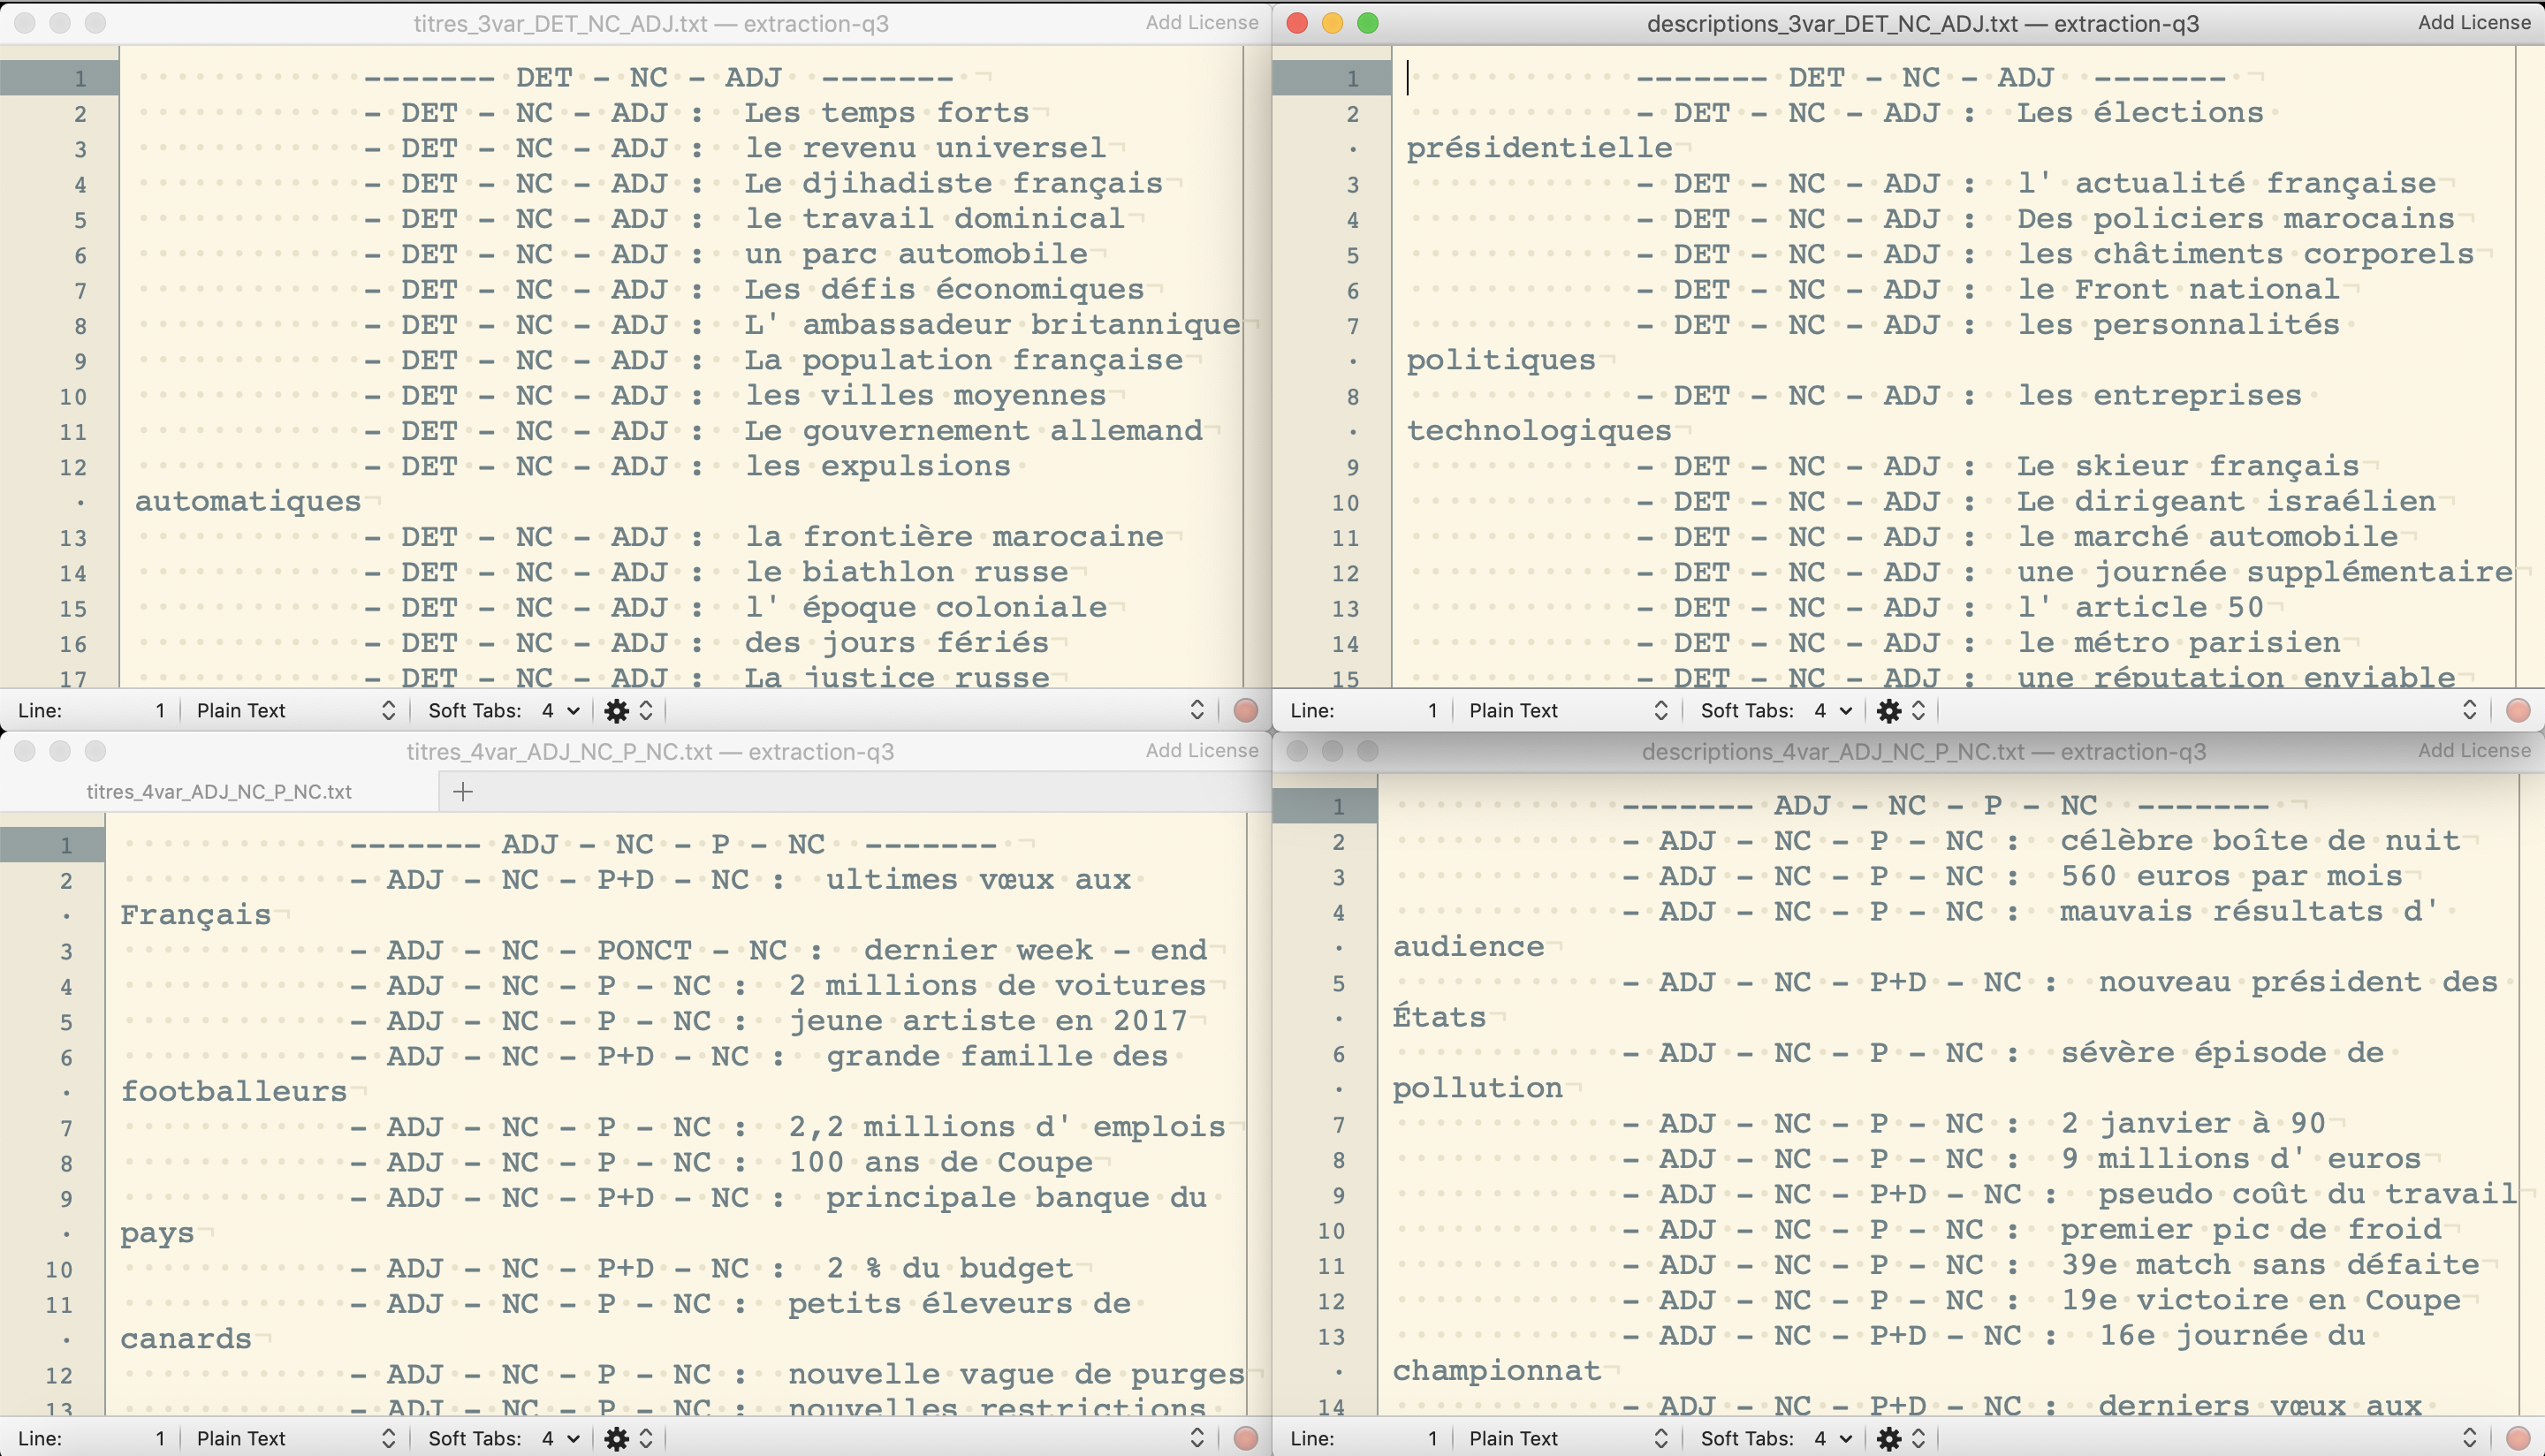 titres_3var_DET_NC_ADJ.txt — extraction-q3
Add License
1 ------- DET - NC - ADJ -------
2 - DET - NC - ADJ : Les temps forts
3 - DET - NC - ADJ : le revenu universel
4 - DET - NC - ADJ : Le djihadiste français
5 - DET - NC - ADJ : le travail dominical
6 - DET - NC - ADJ : un parc automobile
7 - DET - NC - ADJ : Les défis économiques
8 - DET - NC - ADJ : L' ambassadeur britannique
9 - DET - NC - ADJ : La population française
10 - DET - NC - ADJ : les villes moyennes
11 - DET - NC - ADJ : Le gouvernement allemand
12 - DET - NC - ADJ : les expulsions
automatiques
13 - DET - NC - ADJ : la frontière marocaine
14 - DET - NC - ADJ : le biathlon russe
15 - DET - NC - ADJ : l' époque coloniale
16 - DET - NC - ADJ : des jours fériés
17 - DET - NC - ADJ : La justice russe
Line: 1 Plain Text Soft Tabs: 4
descriptions_3var_DET_NC_ADJ.txt — extraction-q3
Add License
1 ------- DET - NC - ADJ -------
2 - DET - NC - ADJ : Les élections
présidentielle
3 - DET - NC - ADJ : l' actualité française
4 - DET - NC - ADJ : Des policiers marocains
5 - DET - NC - ADJ : les châtiments corporels
6 - DET - NC - ADJ : le Front national
7 - DET - NC - ADJ : les personnalités
politiques
8 - DET - NC - ADJ : les entreprises
technologiques
9 - DET - NC - ADJ : Le skieur français
10 - DET - NC - ADJ : Le dirigeant israélien
11 - DET - NC - ADJ : le marché automobile
12 - DET - NC - ADJ : une journée supplémentaire
13 - DET - NC - ADJ : l' article 50
14 - DET - NC - ADJ : le métro parisien
15 - DET - NC - ADJ : une réputation enviable
Line: 1 Plain Text Soft Tabs: 4
titres_4var_ADJ_NC_P_NC.txt — extraction-q3
Add License
titres_4var_ADJ_NC_P_NC.txt
1 ------- ADJ - NC - P - NC -------
2 - ADJ - NC - P+D - NC : ultimes vœux aux
Français
3 - ADJ - NC - PONCT - NC : dernier week - end
4 - ADJ - NC - P - NC : 2 millions de voitures
5 - ADJ - NC - P - NC : jeune artiste en 2017
6 - ADJ - NC - P+D - NC : grande famille des
footballeurs
7 - ADJ - NC - P - NC : 2,2 millions d' emplois
8 - ADJ - NC - P - NC : 100 ans de Coupe
9 - ADJ - NC - P+D - NC : principale banque du
pays
10 - ADJ - NC - P+D - NC : 2 % du budget
11 - ADJ - NC - P - NC : petits éleveurs de
canards
12 - ADJ - NC - P - NC : nouvelle vague de purges
13 - ADJ - NC - P - NC : nouvelles restrictions
Line: 1 Plain Text Soft Tabs: 4
descriptions_4var_ADJ_NC_P_NC.txt — extraction-q3
Add License
1 ------- ADJ - NC - P - NC -------
2 - ADJ - NC - P - NC : célèbre boîte de nuit
3 - ADJ - NC - P - NC : 560 euros par mois
4 - ADJ - NC - P - NC : mauvais résultats d'
audience
5 - ADJ - NC - P+D - NC : nouveau président des
États
6 - ADJ - NC - P - NC : sévère épisode de
pollution
7 - ADJ - NC - P - NC : 2 janvier à 90
8 - ADJ - NC - P - NC : 9 millions d' euros
9 - ADJ - NC - P+D - NC : pseudo coût du travail
10 - ADJ - NC - P - NC : premier pic de froid
11 - ADJ - NC - P - NC : 39e match sans défaite
12 - ADJ - NC - P - NC : 19e victoire en Coupe
13 - ADJ - NC - P+D - NC : 16e journée du
championnat
14 - ADJ - NC - P+D - NC : derniers vœux aux
Line: 1 Plain Text Soft Tabs: 4